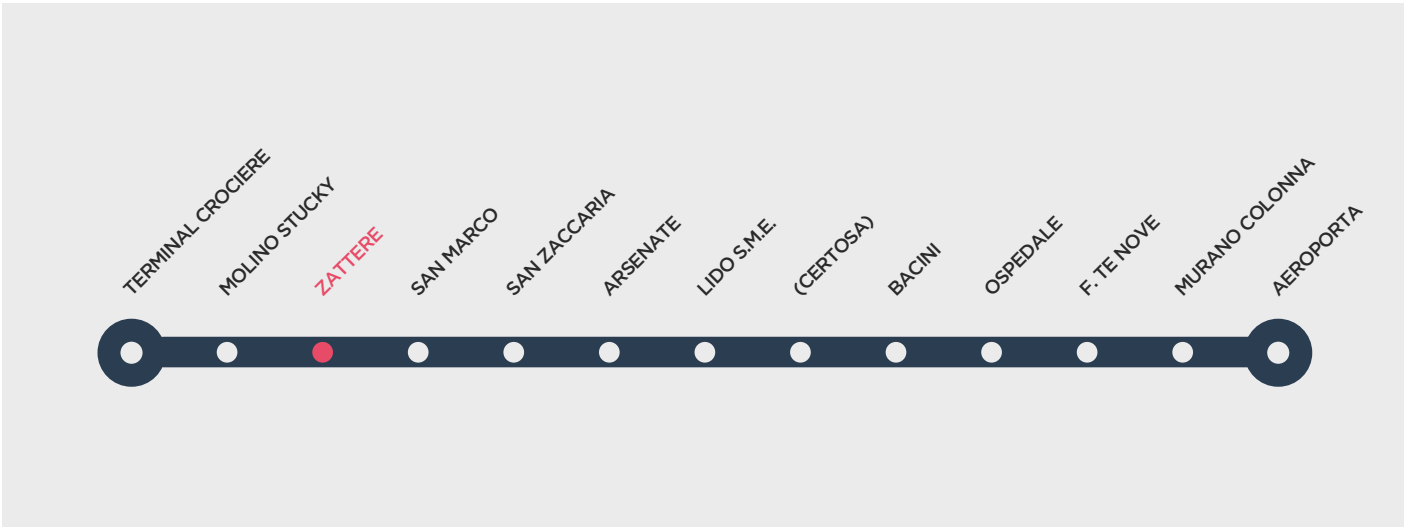 TERMINAL CROCIERE
MOLINO STUCKY
ZATTERE
SAN MARCO
SAN ZACCARIA
ARSENATE
LIDO S.M.E.
(CERTOSA)
BACINI
OSPEDALE
F. TE NOVE
MURANO COLONNA
AEROPORTA